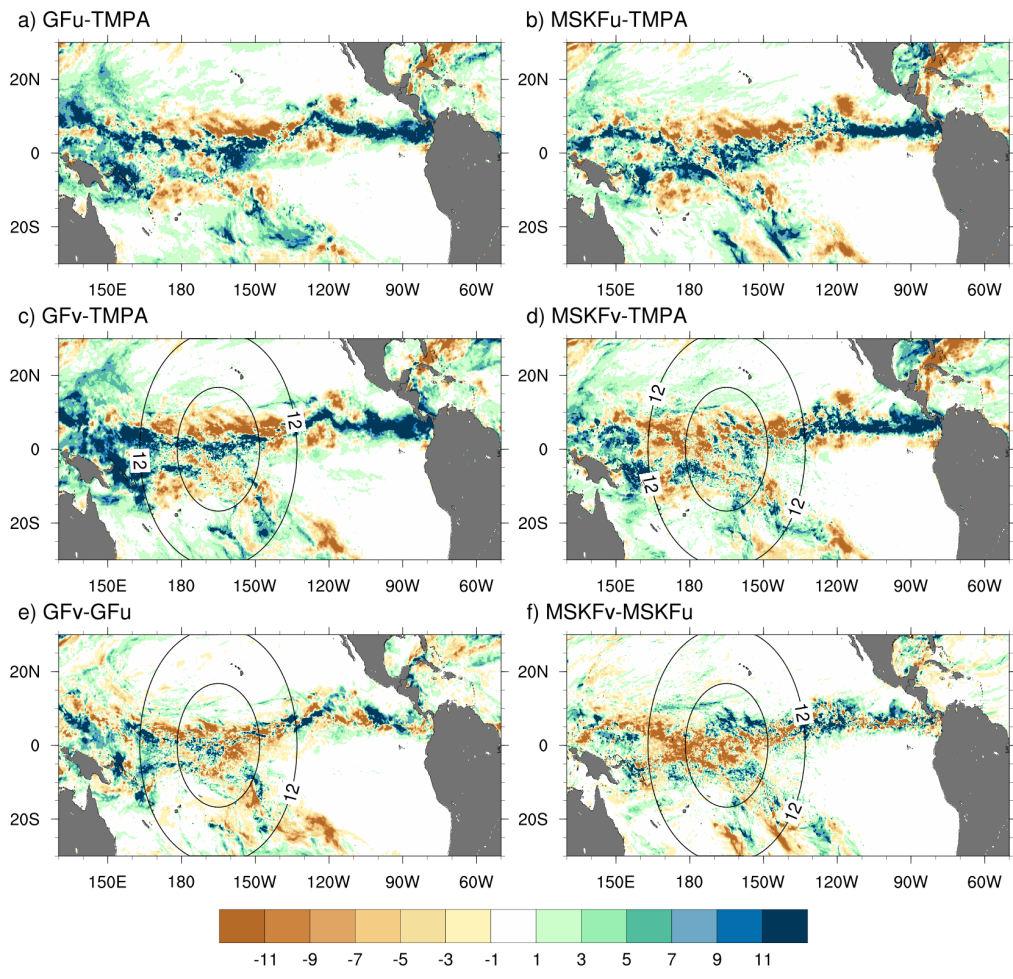 a) GFu-TMPA
b) MSKFu-TMPA
20N
0
20S
20N
0
20S
150E 180 150W 120W 90W 60W
150E 180 150W 120W 90W 60W
c) GFv-TMPA
d) MSKFv-TMPA
20N
0
20S
12
12
20N
0
20S
12
12
12
150E 180 150W 120W 90W 60W
150E 180 150W 120W 90W 60W
e) GFv-GFu
f) MSKFv-MSKFu
20N
0
20S
12
12
20N
0
20S
12
12
150E 180 150W 120W 90W 60W
150E 180 150W 120W 90W 60W
-11 -9 -7 -5 -3 -1 1 3 5 7 9 11